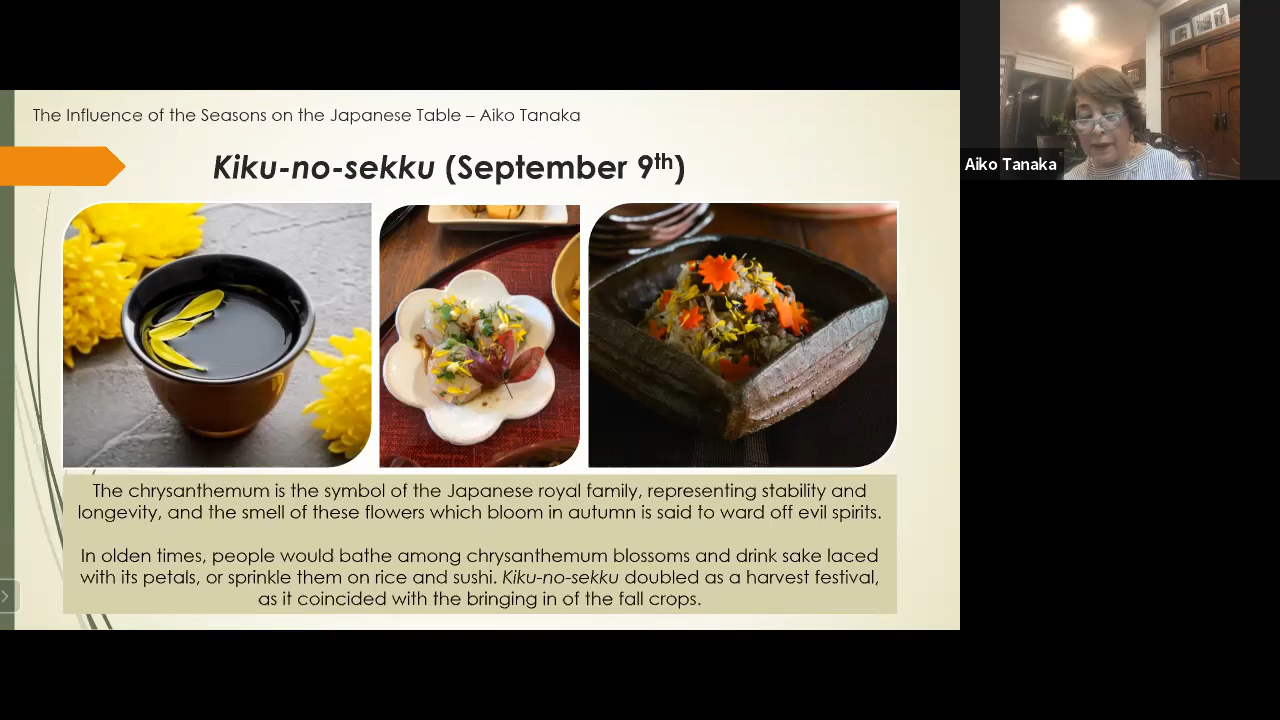 The Influence of the Seasons on the Japanese Table – Aiko Tanaka
Kiku-no-sekku (September 9th)
The chrysanthemum is the symbol of the Japanese royal family, representing stability and
longevity, and the smell of these flowers which bloom in autumn is said to ward off evil spirits.
In olden times, people would bathe among chrysanthemum blossoms and drink sake laced
with its petals, or sprinkle them on rice and sushi. Kiku-no-sekku doubled as a harvest festival,
as it coincided with the bringing in of the fall crops.
Aiko Tanaka